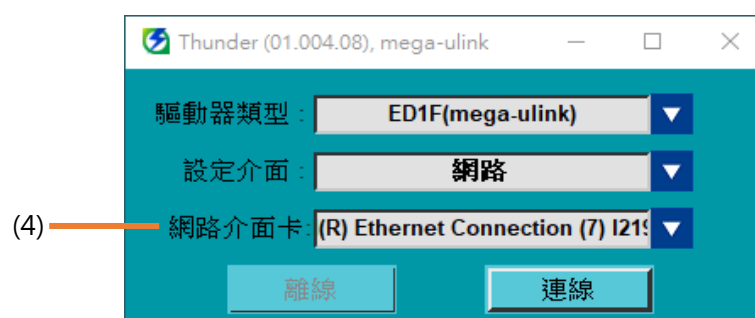 Thunder (01.004.08), mega-ulink
驅動器類型 : ED1F(mega-ulink)
設定介面 : 網路
(4) 網路介面卡: (R) Ethernet Connection (7) I219
離線 連線